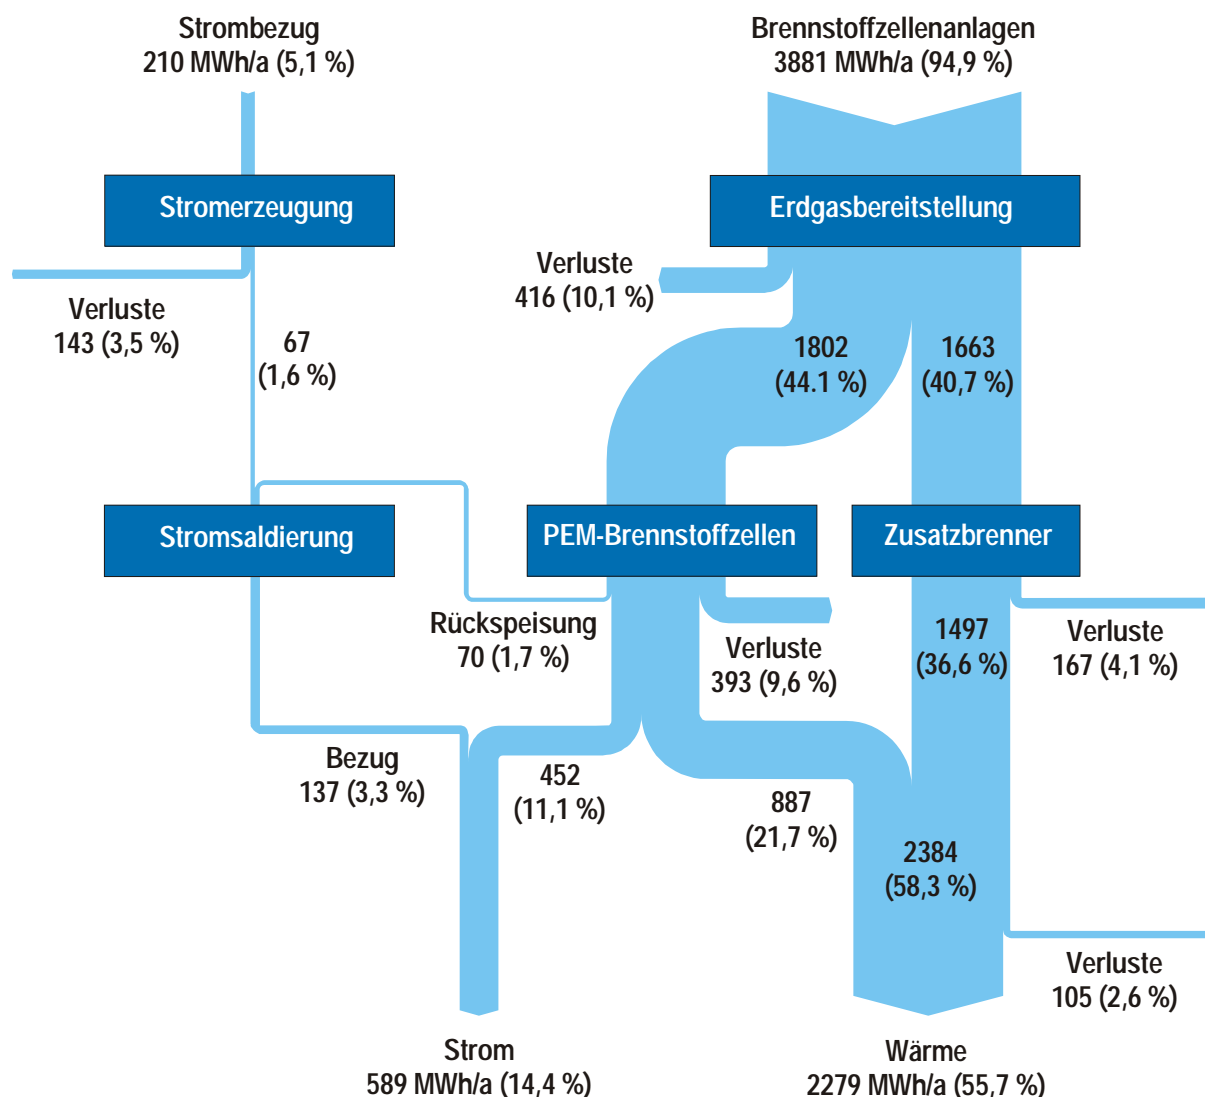 Strombezug
210 MWh/a (5,1 %)
Brennstoffzellenanlagen
3881 MWh/a (94,9 %)
Stromerzeugung
Erdgasbereitstellung
Verluste
143 (3,5 %)
67
(1,6 %)
Verluste
416 (10,1 %)
1802
(44.1 %)
1663
(40,7 %)
Stromsaldierung
PEM-Brennstoffzellen
Zusatzbrenner
Rückspeisung
70 (1,7 %)
Verluste
393 (9,6 %)
1497
(36,6 %)
Verluste
167 (4,1 %)
Bezug
137 (3,3 %)
452
(11,1 %)
887
(21,7 %)
2384
(58,3 %)
Verluste
105 (2,6 %)
Strom
589 MWh/a (14,4 %)
Wärme
2279 MWh/a (55,7 %)